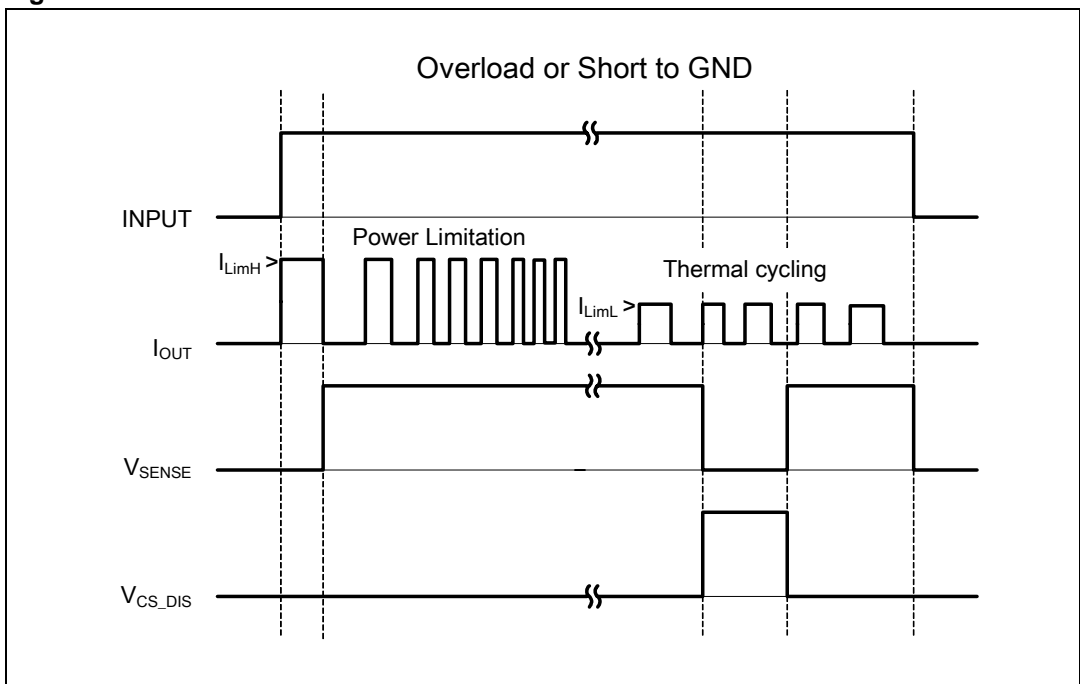 Overload or Short to GND
INPUT
Power Limitation
I_LimH >
Thermal cycling
I_LimL >
I_OUT
V_SENSE
V_CS_DIS